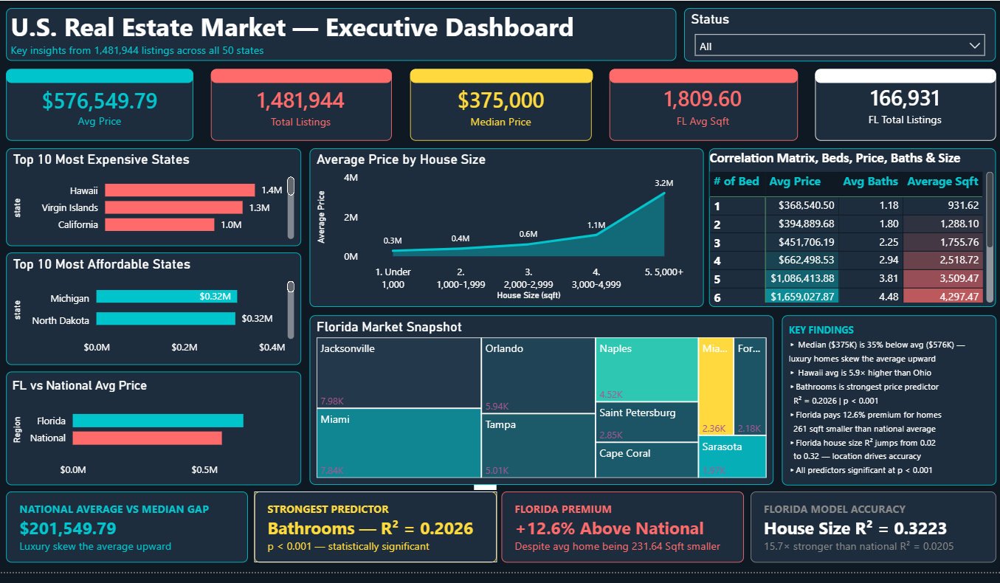 U.S. Real Estate Market — Executive Dashboard
Key insights from 1,481,944 listings across all 50 states
Status
All
$576,549.79
Avg Price
1,481,944
Total Listings
$375,000
Median Price
1,809.60
FL Avg Sqft
166,931
FL Total Listings
Top 10 Most Expensive States
state
Hawaii 1.4M
Virgin Islands 1.3M
California 1.0M
Top 10 Most Affordable States
state
Michigan $0.32M
North Dakota $0.32M
$0.0M $0.2M $0.4M
FL vs National Avg Price
Region
Florida
National
$0.0M $0.5M
Average Price by House Size
Average Price
4M
2M
0M
0.3M 0.4M 0.6M 1.1M 3.2M
1. Under 2. 3. 4. 5. 5,000+
1,000 1,000-1,999 2,000-2,999 3,000-4,999
House Size (sqft)
Correlation Matrix, Beds, Price, Baths & Size
# of Bed Avg Price Avg Baths Average Sqft
1 $368,540.50 1.18 931.62
2 $394,889.68 1.80 1,288.10
3 $451,706.19 2.25 1,755.76
4 $662,498.53 2.94 2,518.72
5 $1,086,413.88 3.81 3,509.47
6 $1,659,027.87 4.48 4,297.47
Florida Market Snapshot
Jacksonville
7.98K
Miami
7.84K
Orlando
5.94K
Tampa
5.01K
Naples
4.52K
Saint Petersburg
2.85K
Cape Coral
Mia...
2.36K
For...
2.18K
Sarasota
KEY FINDINGS
‣ Median ($375K) is 35% below avg ($576K) —
luxury homes skew the average upward
‣ Hawaii avg is 5.9× higher than Ohio
‣ Bathrooms is strongest price predictor
R² = 0.2026 | p < 0.001
‣ Florida pays 12.6% premium for homes
261 sqft smaller than national average
‣ Florida house size R² jumps from 0.02
to 0.32 — location drives accuracy
‣ All predictors significant at p < 0.001
NATIONAL AVERAGE VS MEDIAN GAP
$201,549.79
Luxury skew the average upward
STRONGEST PREDICTOR
Bathrooms — R² = 0.2026
p < 0.001 — statistically significant
FLORIDA PREMIUM
+12.6% Above National
Despite avg home being 231.64 Sqft smaller
FLORIDA MODEL ACCURACY
House Size R² = 0.3223
15.7× stronger than national R² = 0.0205